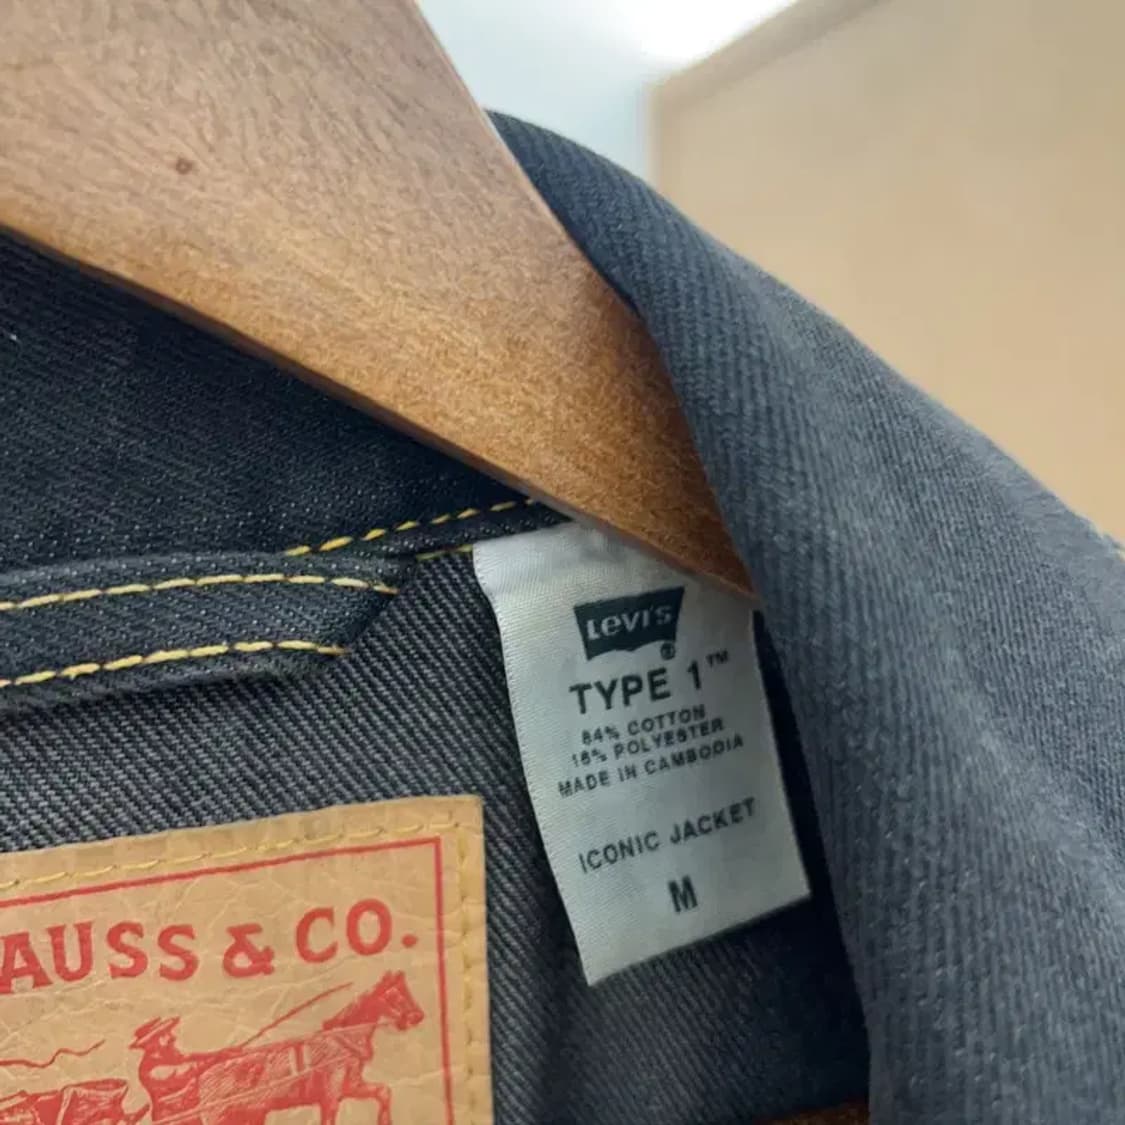 Levi's
®
TYPE 1™
84% COTTON
16% POLYESTER
MADE IN CAMBODIA
ICONIC JACKET
M
AUSS & CO.